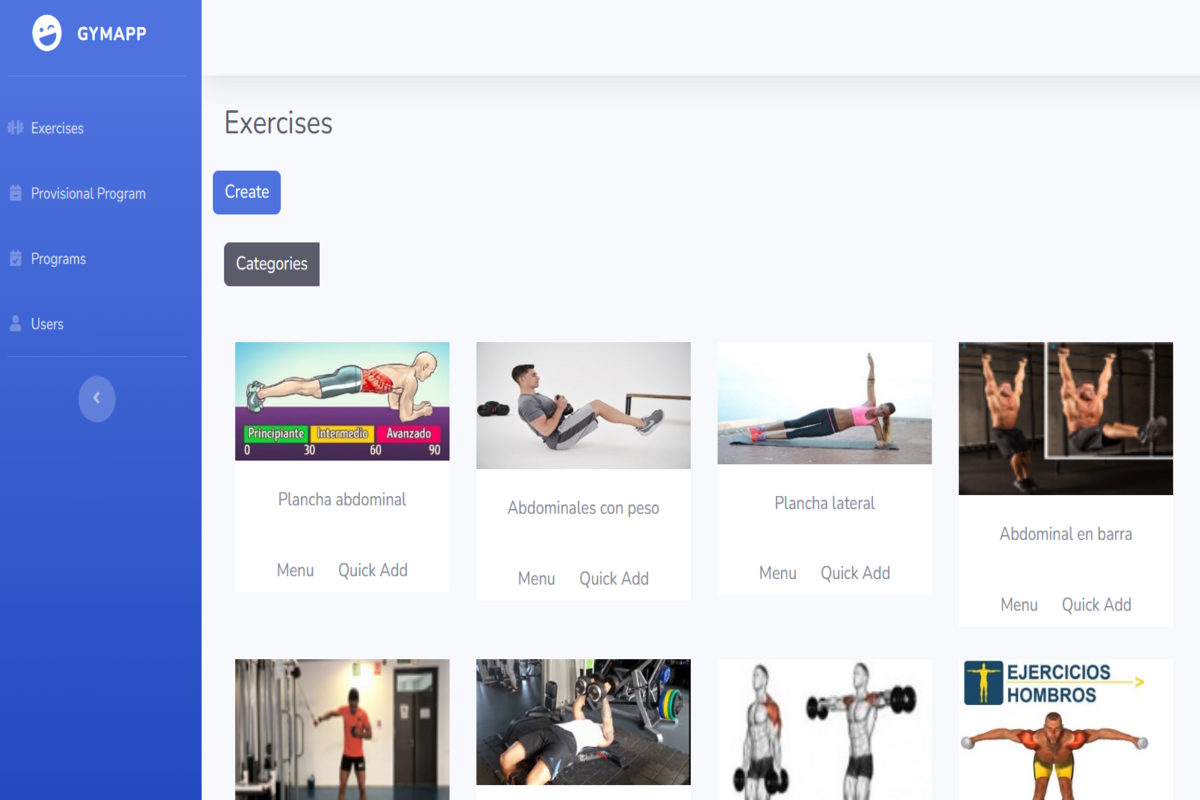 GYMAPP
Exercises
Provisional Program
Programs
Users
Exercises
Create
Categories
Principiante Intermedio Avanzado
0 30 60 90
Plancha abdominal
Menu Quick Add
Abdominales con peso
Menu Quick Add
Plancha lateral
Menu Quick Add
Abdominal en barra
Menu Quick Add
EJERCICIOS
HOMBROS